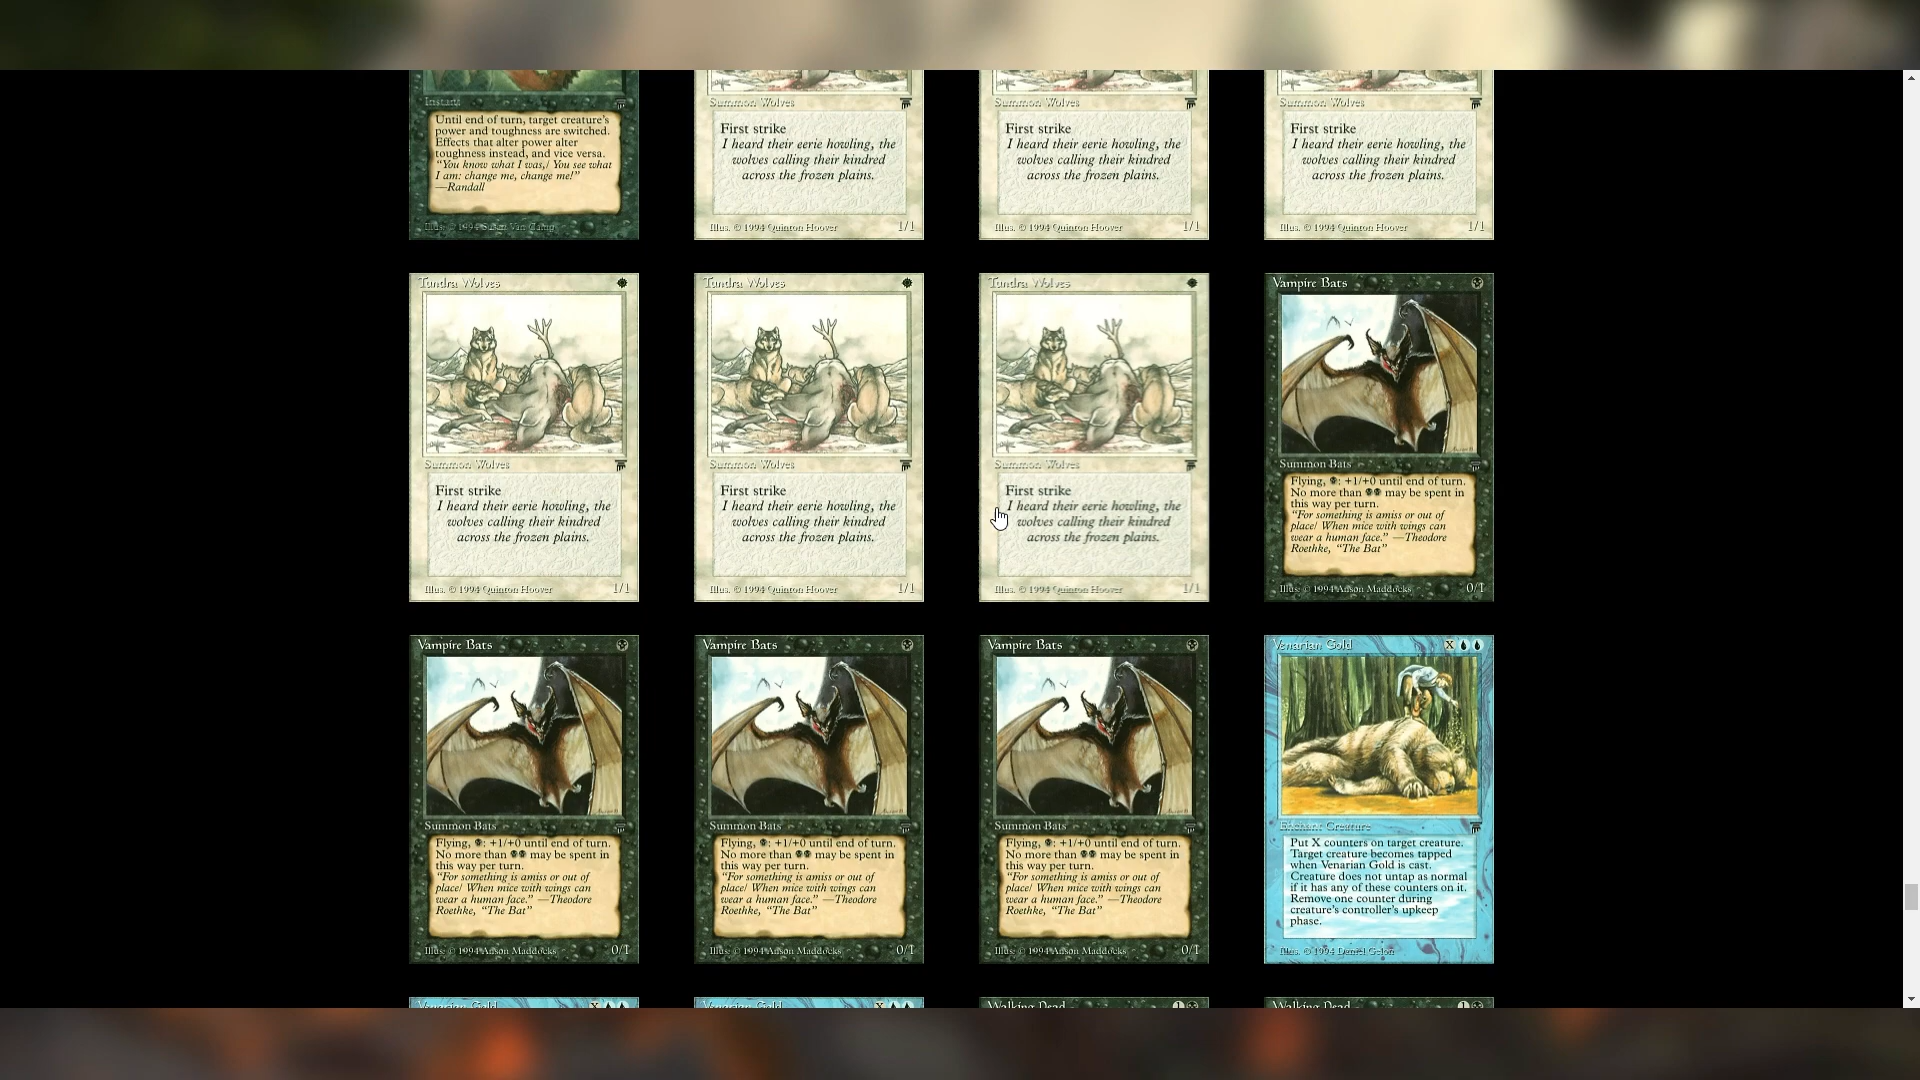 Instant
Until end of turn, target creature's
power and toughness are switched.
Effects that alter power alter
toughness instead, and vice versa.
"You know what I was,/ You see what
I am: change me, change me!"
—Randall
Illus. © 1994 Susan Van Camp
Summon Wolves
First strike
I heard their eerie howling, the
wolves calling their kindred
across the frozen plains.
Illus. © 1994 Quinton Hoover 1/1
Summon Wolves
First strike
I heard their eerie howling, the
wolves calling their kindred
across the frozen plains.
Illus. © 1994 Quinton Hoover 1/1
Summon Wolves
First strike
I heard their eerie howling, the
wolves calling their kindred
across the frozen plains.
Illus. © 1994 Quinton Hoover 1/1
Tundra Wolves
Summon Wolves
First strike
I heard their eerie howling, the
wolves calling their kindred
across the frozen plains.
Illus. © 1994 Quinton Hoover 1/1
Tundra Wolves
Summon Wolves
First strike
I heard their eerie howling, the
wolves calling their kindred
across the frozen plains.
Illus. © 1994 Quinton Hoover 1/1
Tundra Wolves
Summon Wolves
First strike
I heard their eerie howling, the
wolves calling their kindred
across the frozen plains.
Illus. © 1994 Quinton Hoover 1/1
Vampire Bats
Summon Bats
Flying, : +1/+0 until end of turn.
No more than may be spent in
this way per turn.
"For something is amiss or out of
place/ When mice with wings can
wear a human face." —Theodore
Roethke, "The Bat"
Illus. © 1994 Anson Maddocks 0/1
Vampire Bats
Summon Bats
Flying, : +1/+0 until end of turn.
No more than may be spent in
this way per turn.
"For something is amiss or out of
place/ When mice with wings can
wear a human face." —Theodore
Roethke, "The Bat"
Illus. © 1994 Anson Maddocks 0/1
Vampire Bats
Summon Bats
Flying, : +1/+0 until end of turn.
No more than may be spent in
this way per turn.
"For something is amiss or out of
place/ When mice with wings can
wear a human face." —Theodore
Roethke, "The Bat"
Illus. © 1994 Anson Maddocks 0/1
Vampire Bats
Summon Bats
Flying, : +1/+0 until end of turn.
No more than may be spent in
this way per turn.
"For something is amiss or out of
place/ When mice with wings can
wear a human face." —Theodore
Roethke, "The Bat"
Illus. © 1994 Anson Maddocks 0/1
Venarian Gold X
Enchant Creature
Put X counters on target creature.
Target creature becomes tapped
when Venarian Gold is cast.
Creature does not untap as normal
if it has any of these counters on it.
Remove one counter during
creature's controller's upkeep
phase.
Illus. © 1994 Daniel Gelon
Venarian Gold X
Venarian Gold X
Walking Dead 1
Walking Dead 1